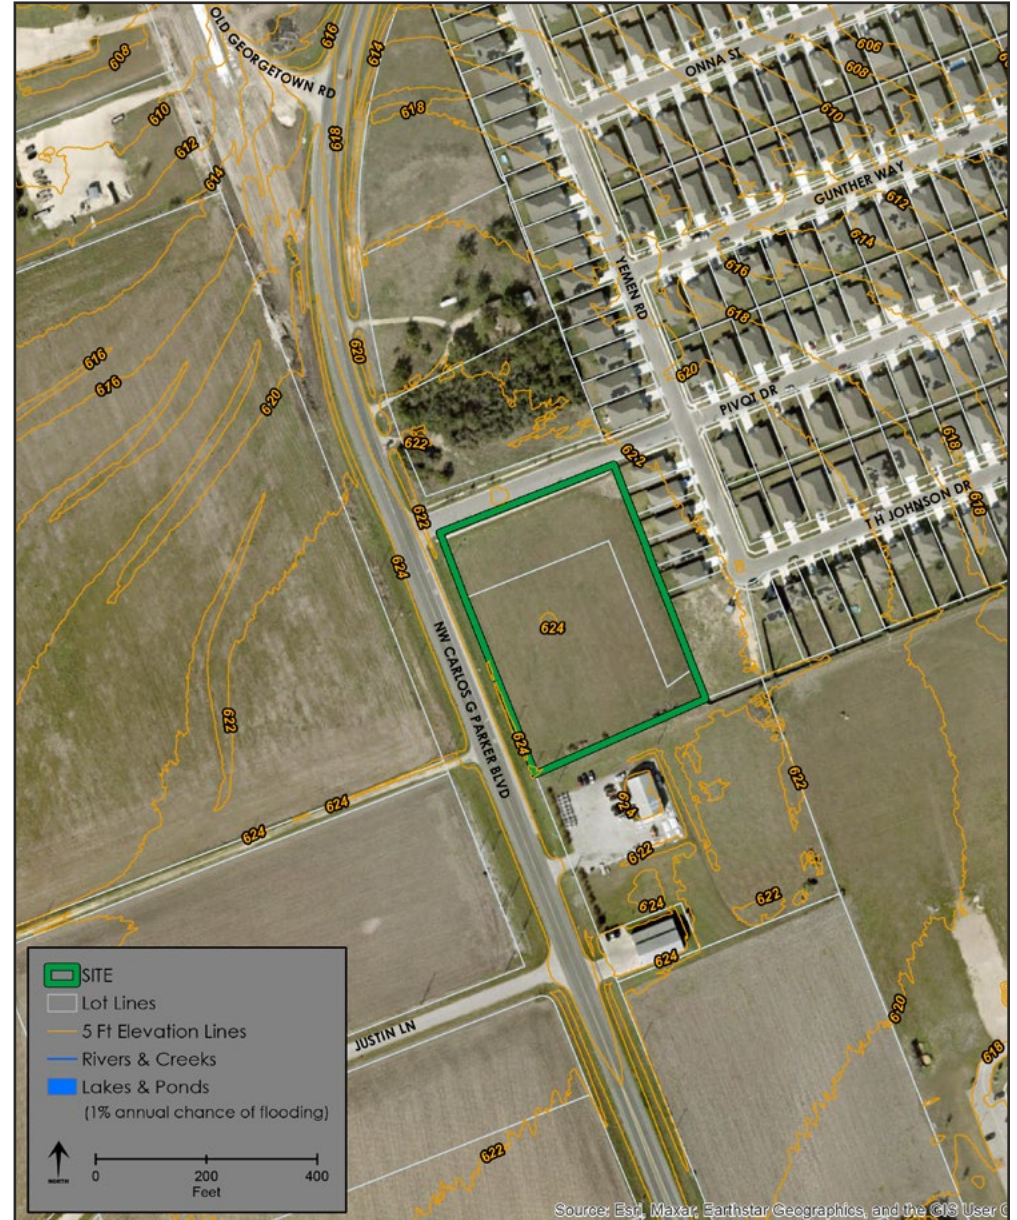 OLD GEORGETOWN RD
616
614
608
606
ONNA ST
608
618
610
610
618
612
GUNTHER WAY
612
614
614
616
YEMEN RD
618
620
616
616
620
620
PIVOT DR
622
622
618
622
618
T H JOHNSON DR
624
624
NW CARLOS G PARKER BLVD
622
624
624
624
622
624
622
622
624
624
620
618
JUSTIN LN
622
SITE
Lot Lines
5 Ft Elevation Lines
Rivers & Creeks
Lakes & Ponds
(1% annual chance of flooding)
NORTH
0 200 400
Feet
Source: Esri, Maxar, Earthstar Geographics, and the GIS User